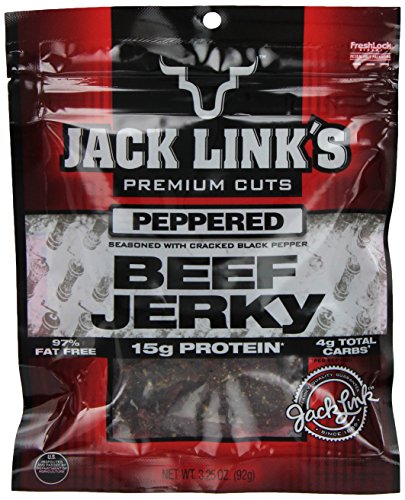 FreshLock
JACK LINK'S
PREMIUM CUTS
PEPPERED
SEASONED WITH CRACKED BLACK PEPPER
BEEF
JERKY
97%
FAT FREE
15g PROTEIN*
4g TOTAL
CARBS*
Jack Link
U.S.
NET WT. 3.25 OZ. (92g)